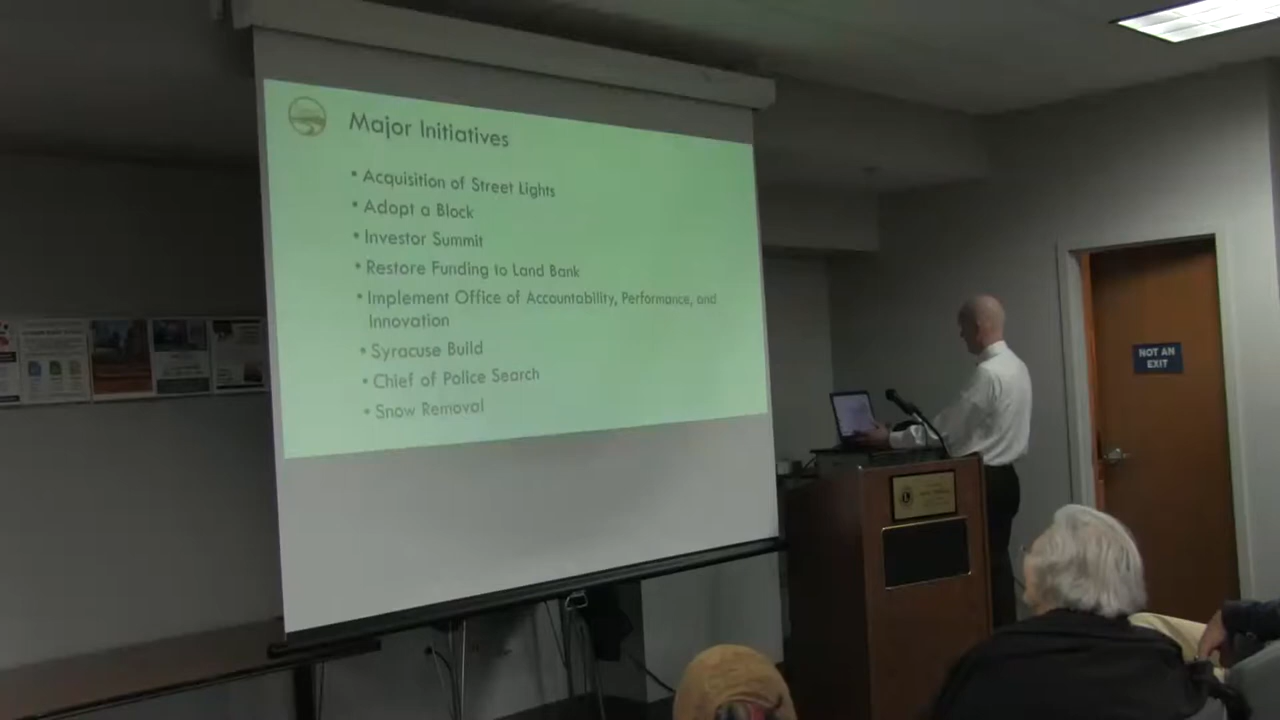 Major Initiatives
• Acquisition of Street Lights
• Adopt a Block
• Investor Summit
• Restore Funding to Land Bank
• Implement Office of Accountability, Performance, and
Innovation
• Syracuse Build
• Chief of Police Search
• Snow Removal
NOT AN
EXIT